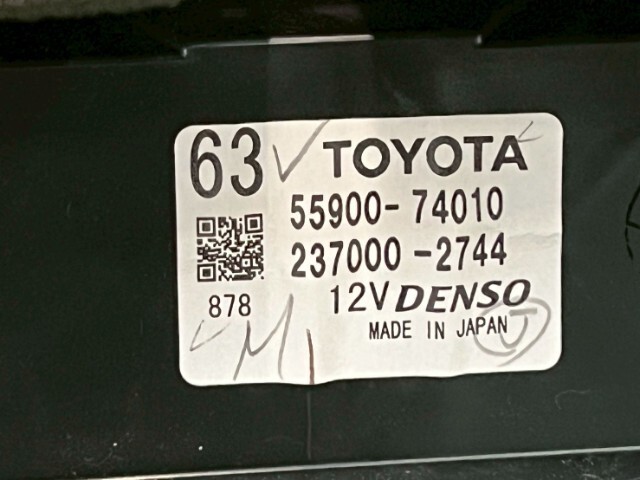 63 TOYOTA
55900-74010
237000-2744
878 12V DENSO
MADE IN JAPAN
M
J